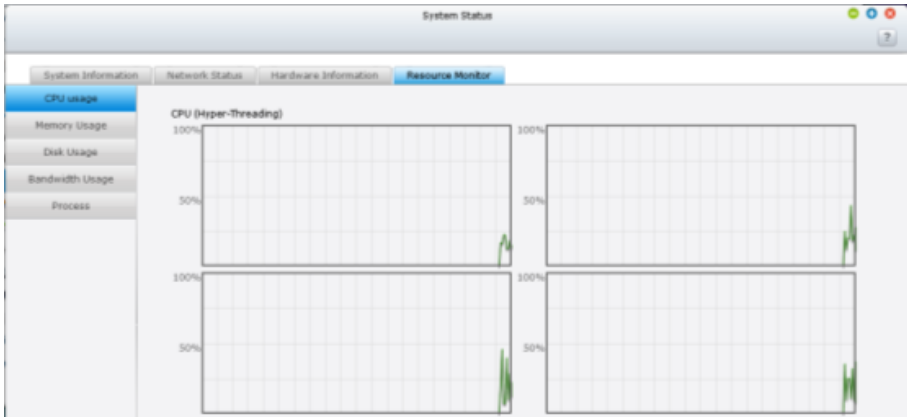 System Status
?
System Information Network Status Hardware Information Resource Monitor
CPU usage
Memory Usage
Disk Usage
Bandwidth Usage
Process
CPU (Hyper-Threading)
100% 100%
50% 50%
100% 100%
50% 50%